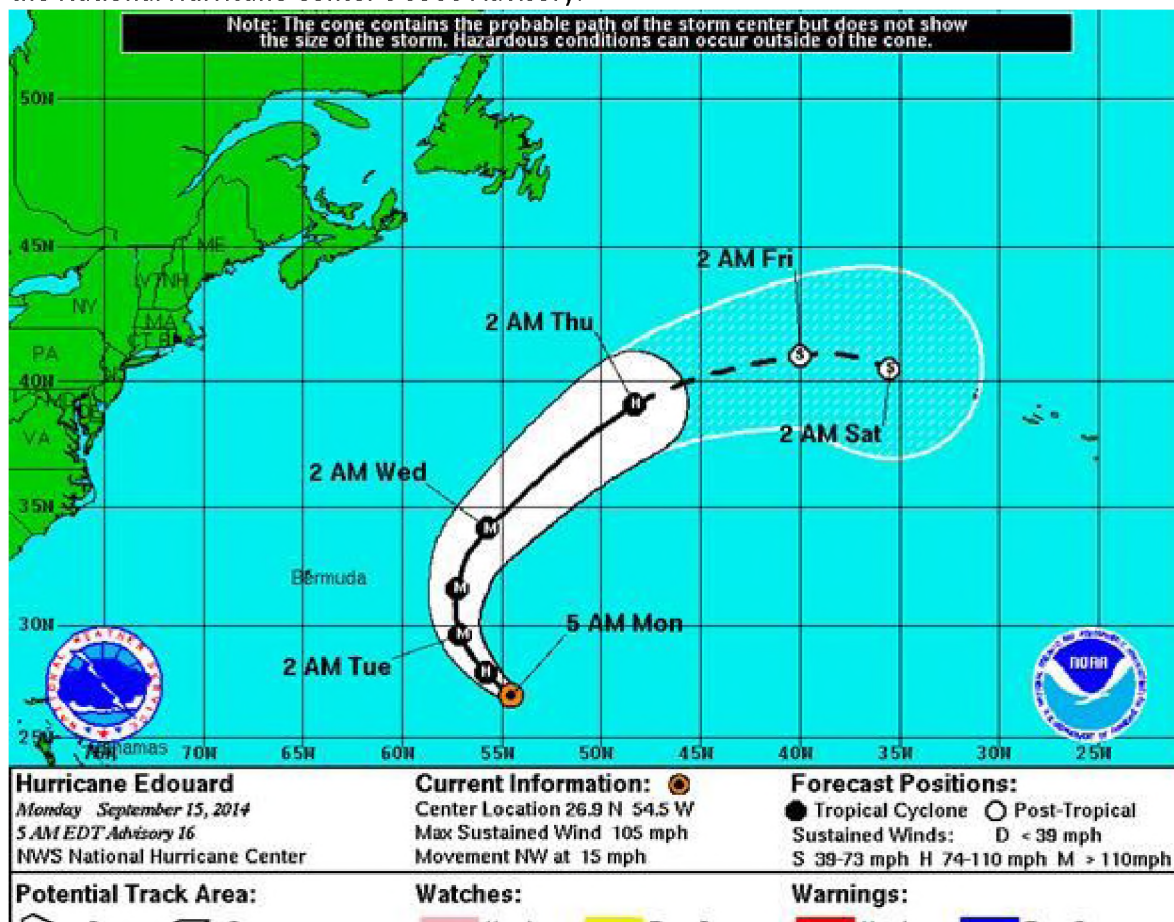 Note: The cone contains the probable path of the storm center but does not show
the size of the storm. Hazardous conditions can occur outside of the cone.
50N
45N
ME
VT NH
NY
MA
CT RI
2 AM Fri
2 AM Thu
PA
40N
VA
2 AM Sat
2 AM Wed
35N
Bermuda
30N
5 AM Mon
2 AM Tue
NOAA
25N
Bahamas
70W 65W 60W 55W 50W 45W 40W 35W 30W 25W
Hurricane Edouard
Monday September 15, 2014
5 AM EDT Advisory 16
NWS National Hurricane Center
Current Information:
Center Location 26.9 N 54.5 W
Max Sustained Wind 105 mph
Movement NW at 15 mph
Forecast Positions:
Tropical Cyclone Post-Tropical
Sustained Winds: D < 39 mph
S 39-73 mph H 74-110 mph M > 110mph
Potential Track Area:
Watches:
Warnings: